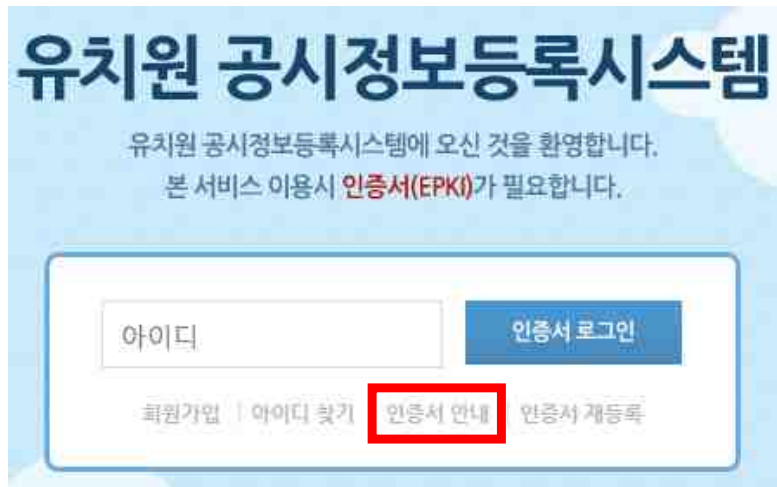 유치원 공시정보등록시스템
유치원 공시정보등록시스템에 오신 것을 환영합니다.
본 서비스 이용시 인증서(EPKI)가 필요합니다.
아이디 인증서 로그인
회원가입 | 아이디 찾기 | 인증서 안내 | 인증서 재등록